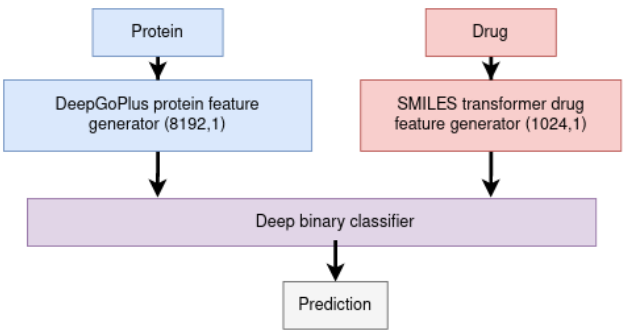 Protein
Drug
DeepGoPlus protein feature
generator (8192,1)
SMILES transformer drug
feature generator (1024,1)
Deep binary classifier
Prediction